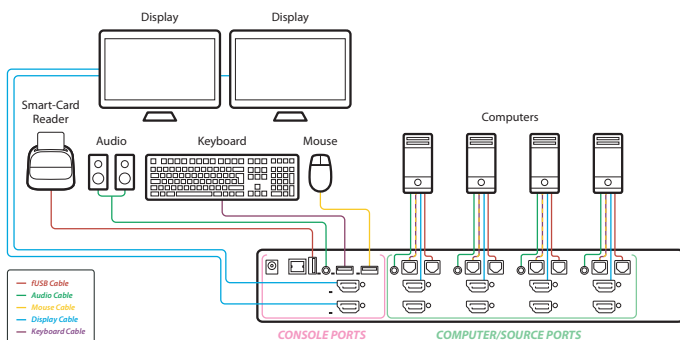 Display
Display
Smart-Card
Reader
Audio
Keyboard
Mouse
Computers
fUSB Cable
Audio Cable
Mouse Cable
Display Cable
Keyboard Cable
CONSOLE PORTS
COMPUTER/SOURCE PORTS